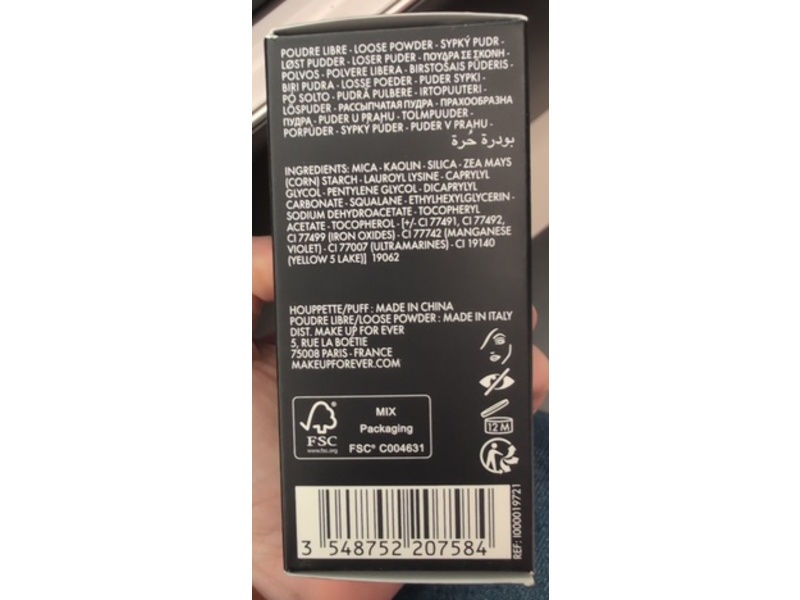 POUDRE LIBRE - LOOSE POWDER - SYPKÝ PUDR -
LØST PUDDER - LOSER PUDER - ΠΟΥΔΡΑ ΣΕ ΣΚΟΝΗ -
POLVOS - POLVERE LIBERA - BIRSTOŠAIS PŪDERIS -
BIRI PUDRA - LOSSE POEDER - PUDER SYPKI -
PÓ SOLTO - PUDRĂ PULBERE - IRTOPUUTERI -
LÖSPUDER - РАССЫПЧАТАЯ ПУДРА - ПРАХООБРАЗНА
ПУДРА - PUDER U PRAHU - TOLMPUUDER -
PORPÚDER - SYPKÝ PÚDER - PUDER V PRAHU -
بودرة حُرة
INGREDIENTS: MICA - KAOLIN - SILICA - ZEA MAYS
(CORN) STARCH - LAUROYL LYSINE - CAPRYLYL
GLYCOL - PENTYLENE GLYCOL - DICAPRYLYL
CARBONATE - SQUALANE - ETHYLHEXYLGLYCERIN -
SODIUM DEHYDROACETATE - TOCOPHERYL
ACETATE - TOCOPHEROL - [+/- CI 77491, CI 77492,
CI 77499 (IRON OXIDES) - CI 77742 (MANGANESE
VIOLET) - CI 77007 (ULTRAMARINES) - CI 19140
(YELLOW 5 LAKE)] 19062
HOUPPETTE/PUFF : MADE IN CHINA
POUDRE LIBRE/LOOSE POWDER : MADE IN ITALY
DIST. MAKE UP FOR EVER
5, RUE LA BOÉTIE
75008 PARIS - FRANCE
MAKEUPFOREVER.COM
12 M
FSC
www.fsc.org
MIX
Packaging
FSC® C004631
3 548752 207584
REF: I000019721